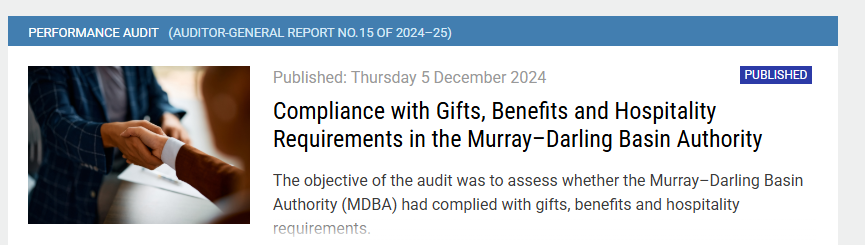 PERFORMANCE AUDIT (AUDITOR-GENERAL REPORT NO.15 OF 2024–25)
Published: Thursday 5 December 2024
PUBLISHED
Compliance with Gifts, Benefits and Hospitality
Requirements in the Murray–Darling Basin Authority
The objective of the audit was to assess whether the Murray–Darling Basin
Authority (MDBA) had complied with gifts, benefits and hospitality
requirements.